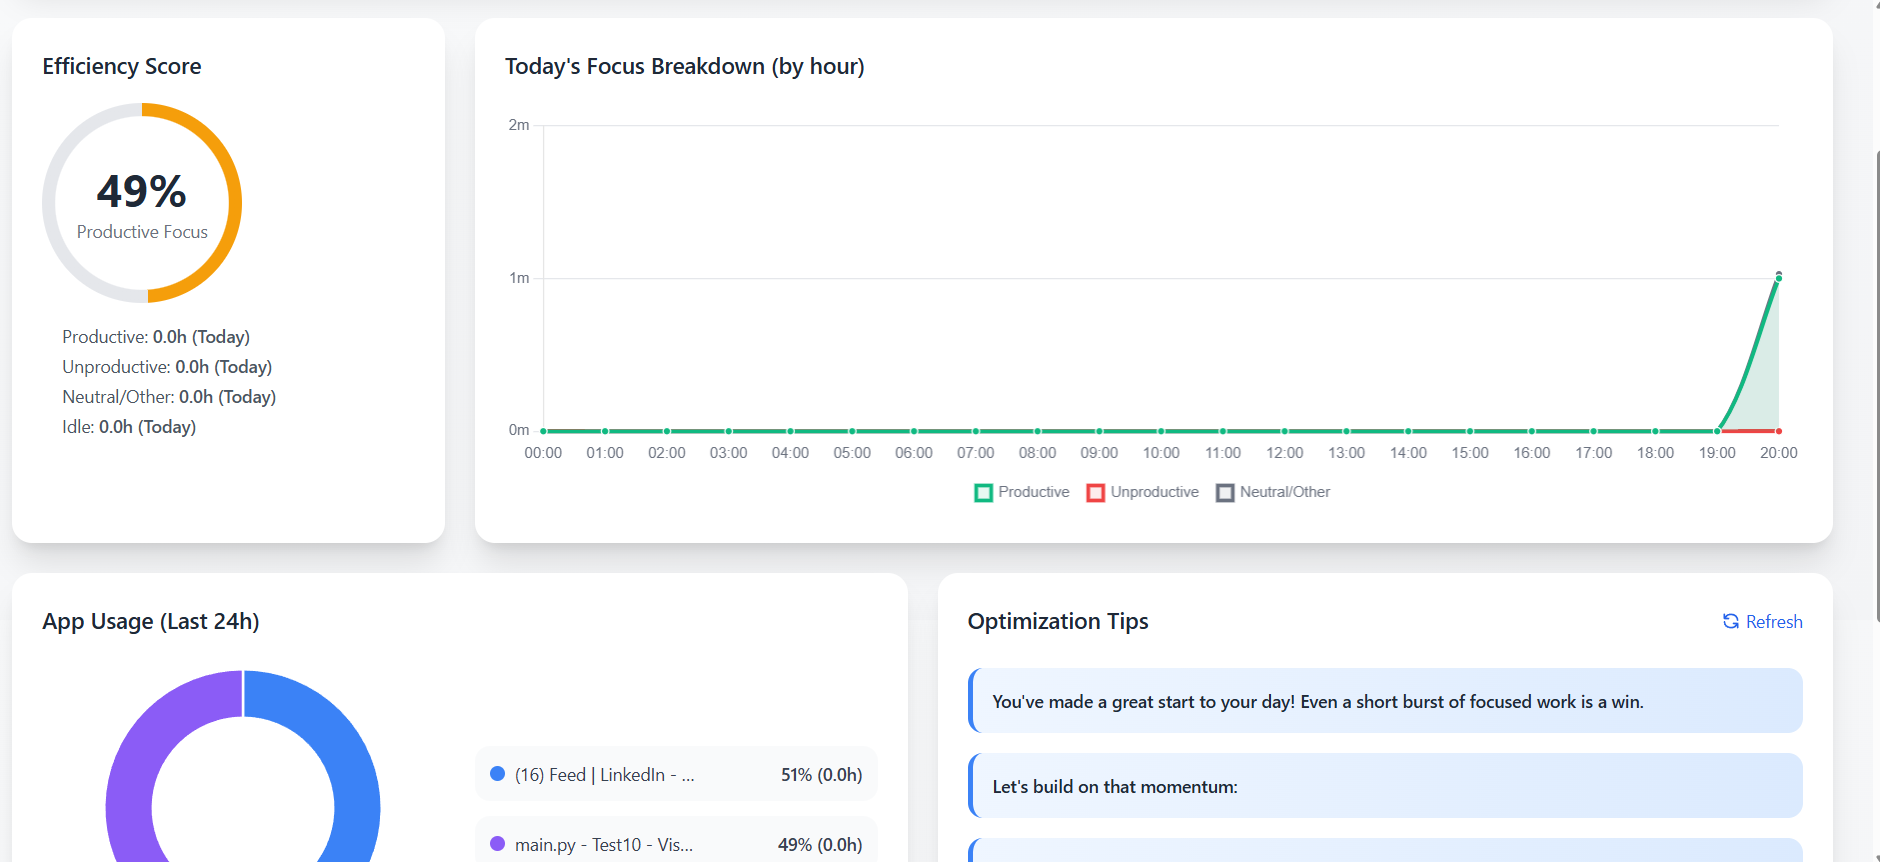 Efficiency Score
49%
Productive Focus
Productive: 0.0h (Today)
Unproductive: 0.0h (Today)
Neutral/Other: 0.0h (Today)
Idle: 0.0h (Today)
Today's Focus Breakdown (by hour)
2m
1m
0m
00:00 01:00 02:00 03:00 04:00 05:00 06:00 07:00 08:00 09:00 10:00 11:00 12:00 13:00 14:00 15:00 16:00 17:00 18:00 19:00 20:00
Productive Unproductive Neutral/Other
App Usage (Last 24h)
(16) Feed | LinkedIn - ... 51% (0.0h)
main.py - Test10 - Vis... 49% (0.0h)
Optimization Tips
Refresh
You've made a great start to your day! Even a short burst of focused work is a win.
Let's build on that momentum: